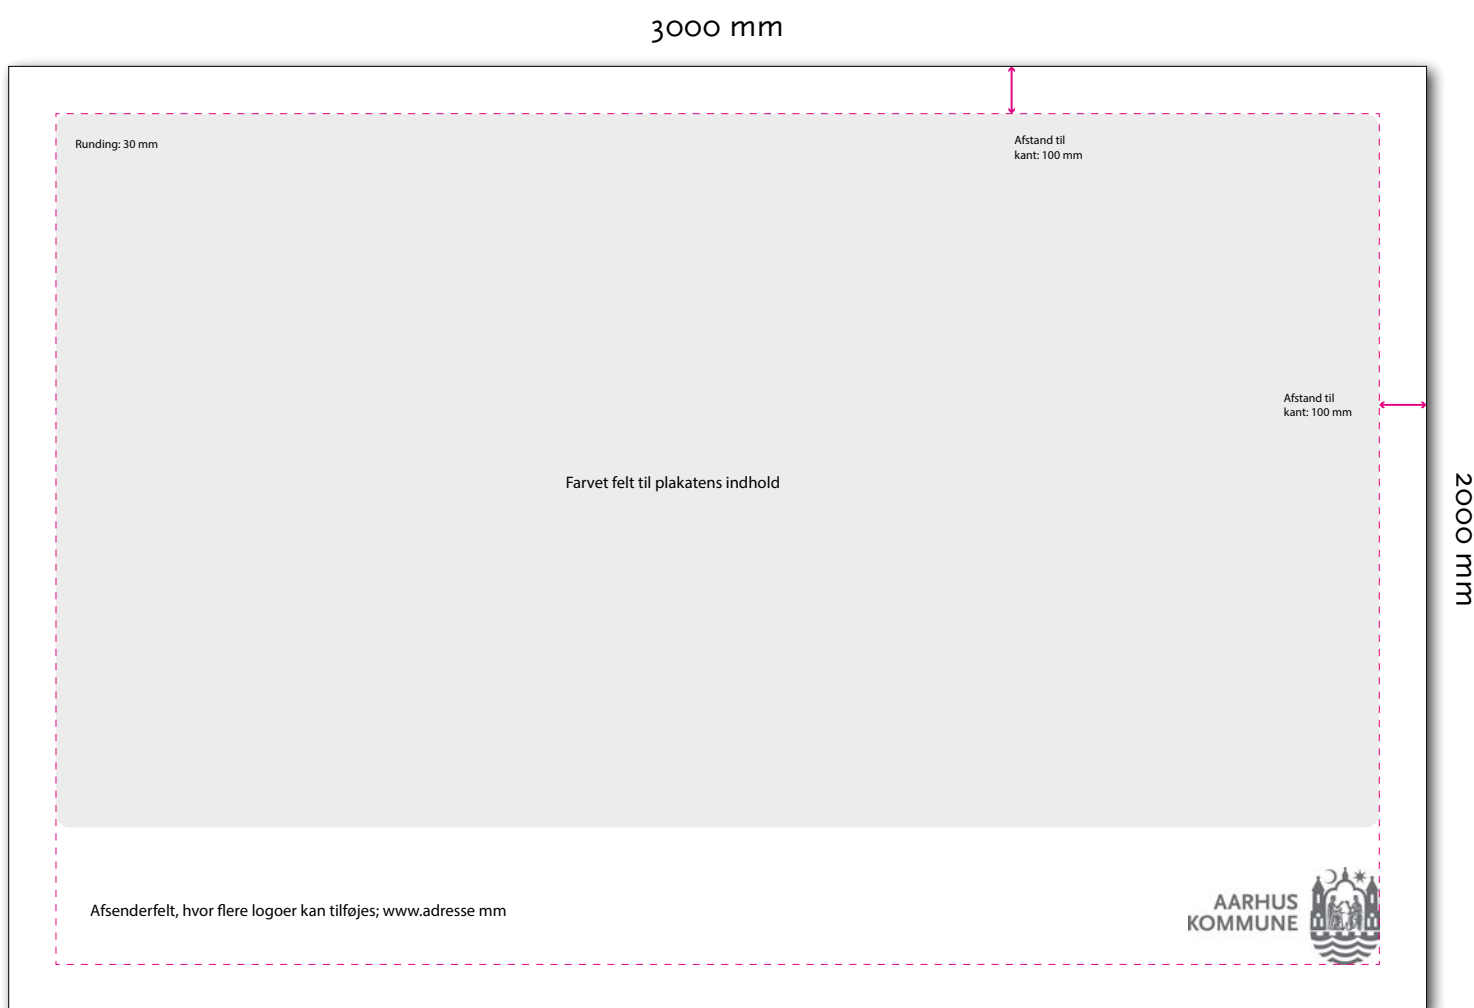 3000 mm
Runding: 30 mm
Afstand til
kant: 100 mm
Afstand til
kant: 100 mm
Farvet felt til plakatens indhold
2000 mm
Afsenderfelt, hvor flere logoer kan tilføjes; www.adresse mm
AARHUS
KOMMUNE